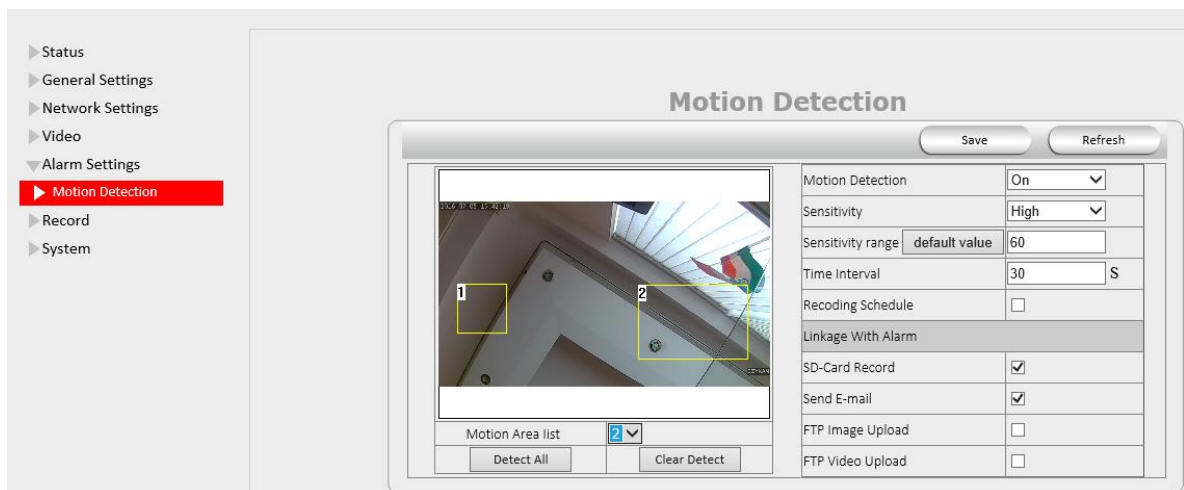 Status
General Settings
Network Settings
Video
Alarm Settings
Motion Detection
Record
System
Motion Detection
Save
Refresh
1
2
Motion Area list
2
Detect All
Clear Detect
Motion Detection
On
Sensitivity
High
Sensitivity range
default value
60
Time Interval
30
S
Recoding Schedule
Linkage With Alarm
SD-Card Record
Send E-mail
FTP Image Upload
FTP Video Upload